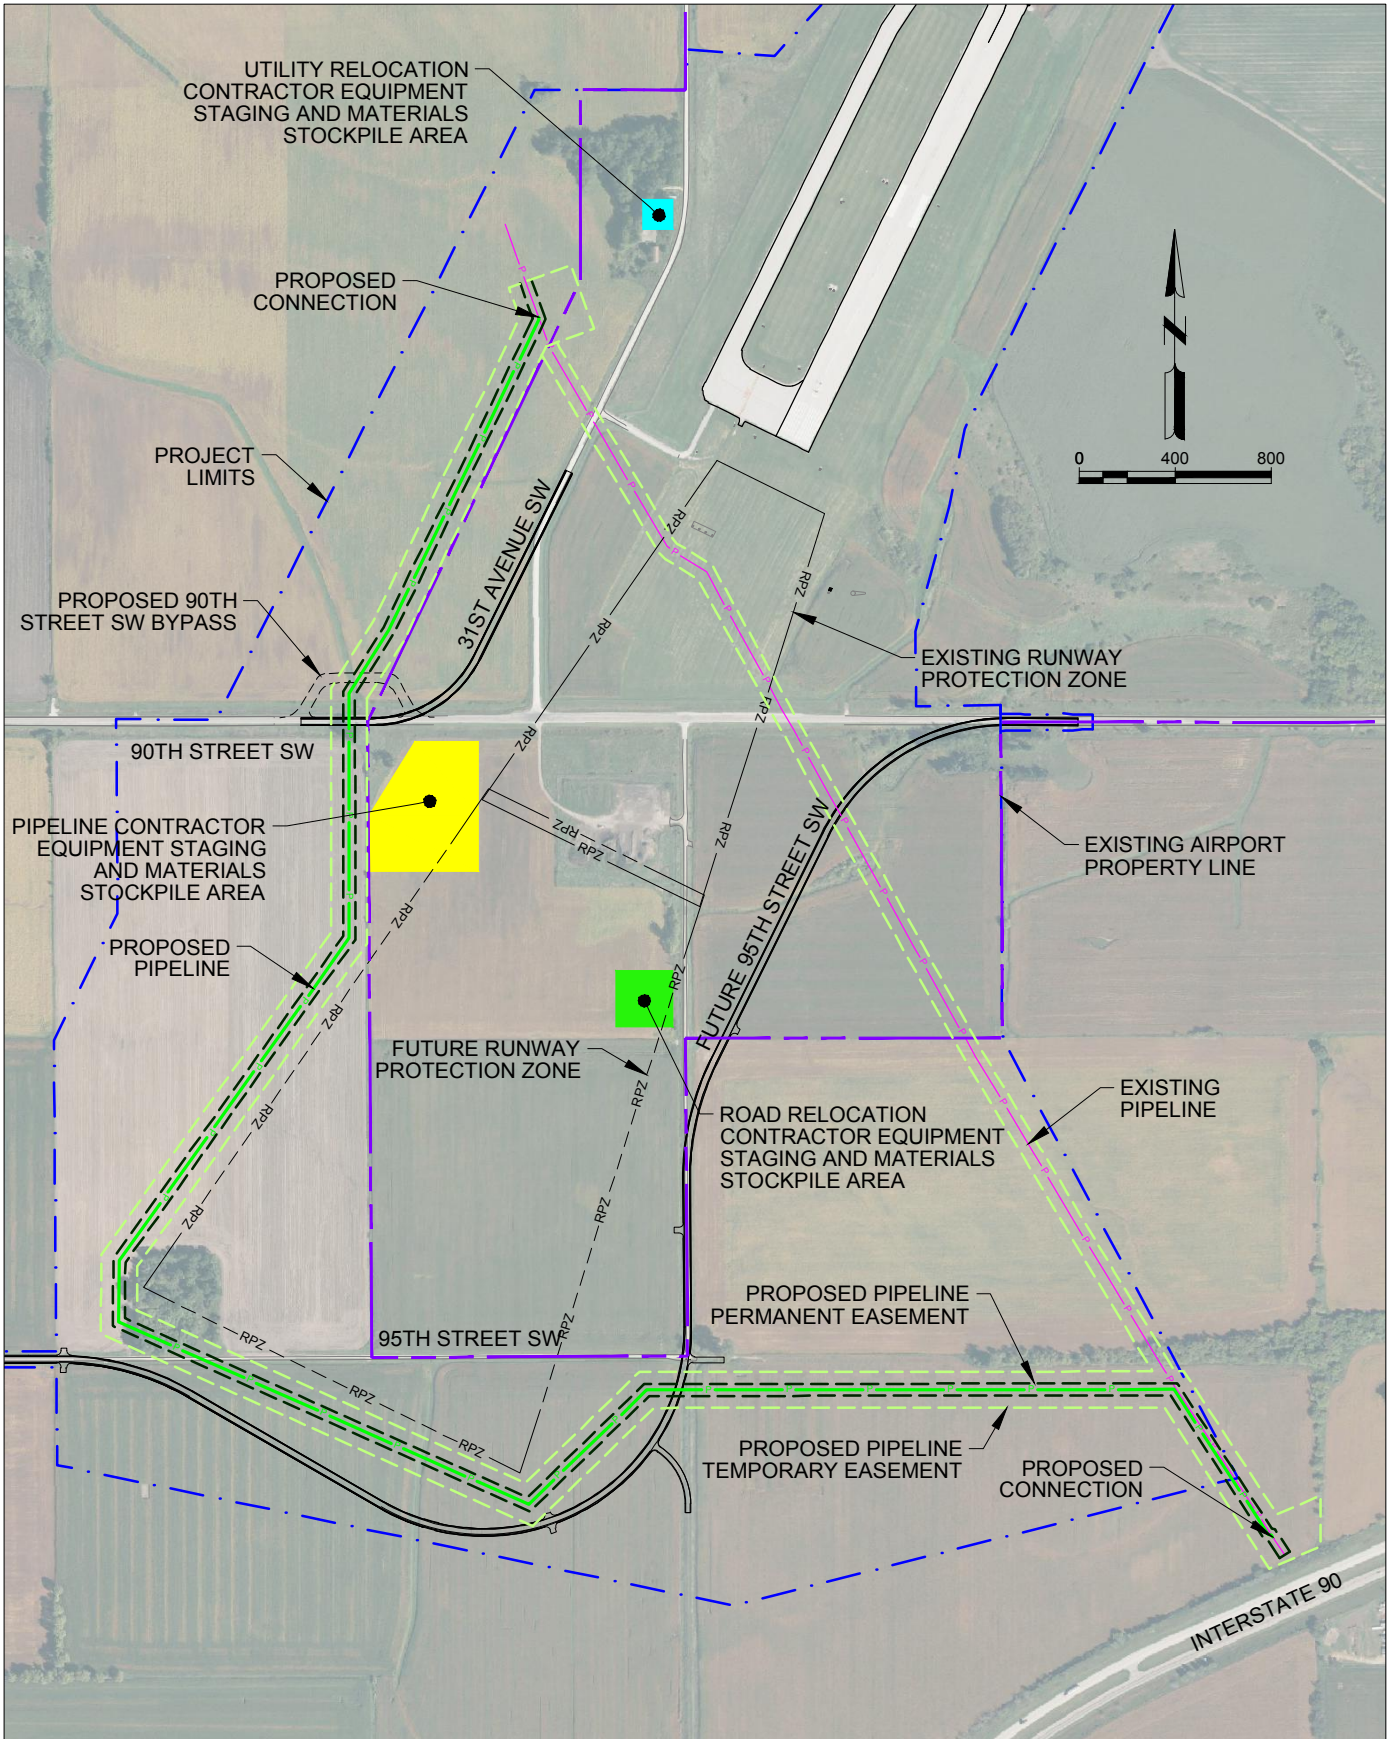 UTILITY RELOCATION
CONTRACTOR EQUIPMENT
STAGING AND MATERIALS
STOCKPILE AREA
PROPOSED
CONNECTION
N
0 400 800
PROJECT
LIMITS
31ST AVENUE SW
RPZ
RPZ
RPZ
PROPOSED 90TH
STREET SW BYPASS
EXISTING RUNWAY
PROTECTION ZONE
RPZ
RPZ
90TH STREET SW
PIPELINE CONTRACTOR
EQUIPMENT STAGING
AND MATERIALS
STOCKPILE AREA
RPZ
RPZ
RPZ
EXISTING AIRPORT
PROPERTY LINE
RPZ
PROPOSED
PIPELINE
RPZ
RPZ
FUTURE 95TH STREET SW
FUTURE RUNWAY
PROTECTION ZONE
RPZ
RPZ
EXISTING
PIPELINE
ROAD RELOCATION
CONTRACTOR EQUIPMENT
STAGING AND MATERIALS
STOCKPILE AREA
RPZ
RPZ
PROPOSED PIPELINE
PERMANENT EASEMENT
RPZ
95TH STREET SW
RPZ
RPZ
RPZ
PROPOSED PIPELINE
TEMPORARY EASEMENT
PROPOSED
CONNECTION
INTERSTATE 90
P
P
P
P
P
P
P
P
P
P
P
P
P